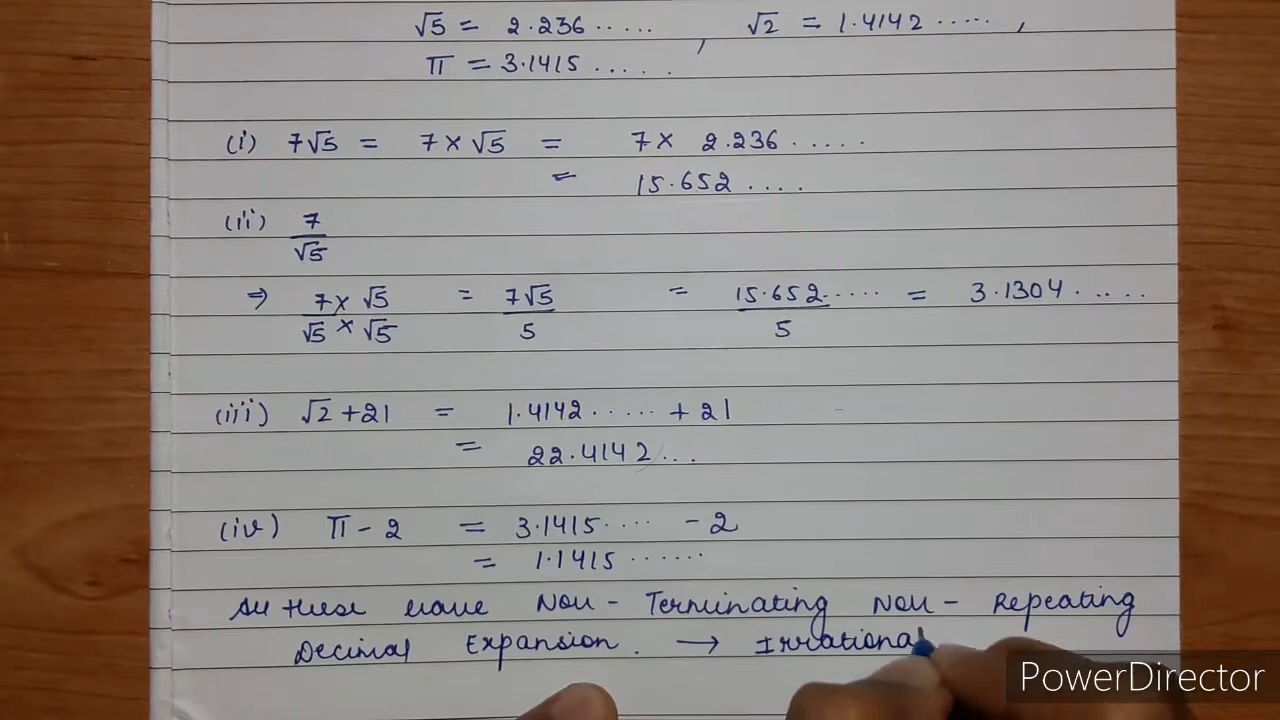 √5 = 2.236 ..... , √2 = 1.4142 ..... ,
π = 3.1415 .....
(i) 7√5 = 7 × √5 = 7 × 2.236 .....
= 15.652 ....
(ii) 7/√5
⇒ 7 × √5 / √5 × √5 = 7√5 / 5 = 15.652..... / 5 = 3.1304 .....
(iii) √2 + 21 = 1.4142 ..... + 21
= 22.4142 ...
(iv) π - 2 = 3.1415 .... - 2
= 1.1415 ......
All these have Non - Terminating Non - Repeating
Decimal Expansion. → Irrational
PowerDirector